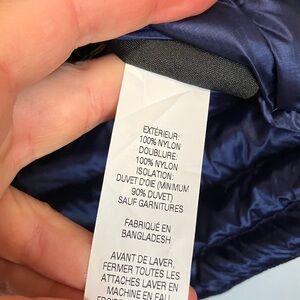 EXTÉRIEUR:
100% NYLON
DOUBLURE:
100% NYLON
ISOLATION:
DUVET D'OIE (MINIMUM
90% DUVET)
SAUF GARNITURES
FABRIQUÉ EN
BANGLADESH
AVANT DE LAVER,
FERMER TOUTES LES
ATTACHES LAVER EN
MACHINE EN EAU